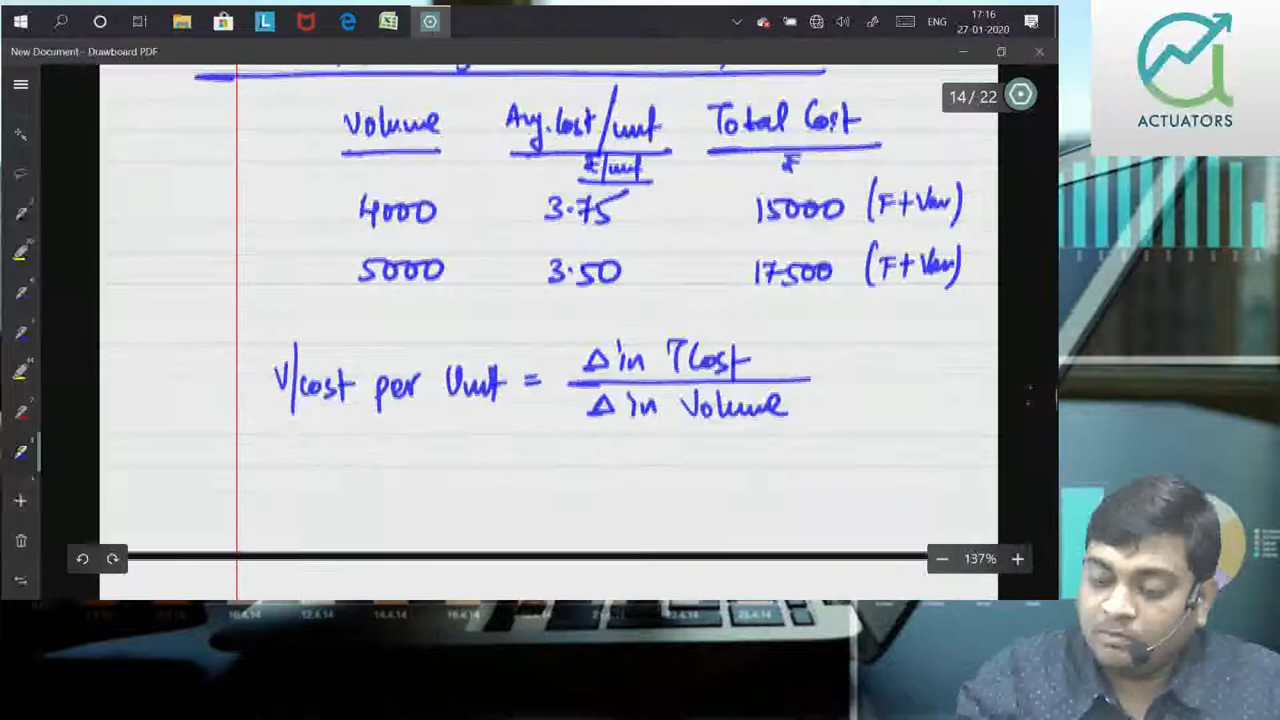 17:16
ENG
27-01-2020
New Document - Drawboard PDF
14 / 22
ACTUATORS
Volume Avg. Cost/unit Total Cost
₹/unit ₹
4000 3.75 15000 (F+Var)
5000 3.50 17500 (F+Var)
V/cost per Unit = Δ in TCost
Δ in Volume
137%